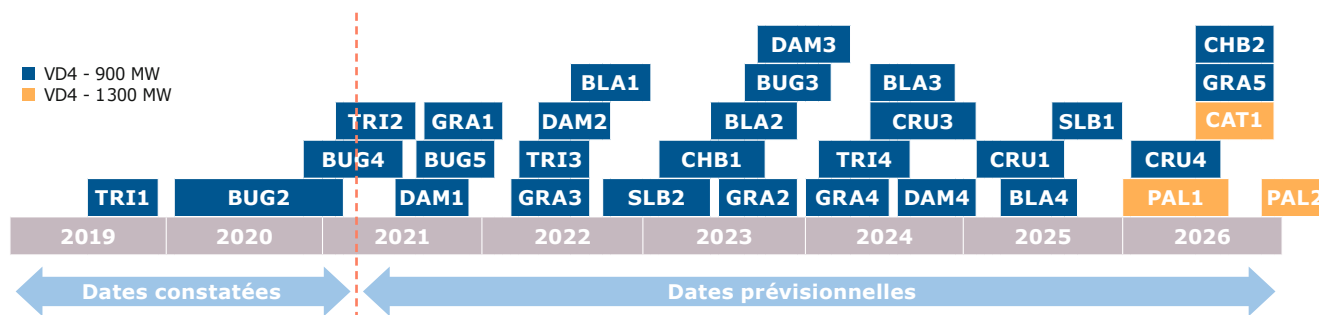 DAM3
CHB2
VD4 - 900 MW
BLA1
BUG3
BLA3
GRA5
VD4 - 1300 MW
TRI2
GRA1
DAM2
BLA2
CRU3
SLB1
CAT1
BUG4
BUG5
TRI3
CHB1
TRI4
CRU1
CRU4
TRI1
BUG2
DAM1
GRA3
SLB2
GRA2
GRA4
DAM4
BLA4
PAL1
PAL2
2019
2020
2021
2022
2023
2024
2025
2026
Dates constatées
Dates prévisionnelles